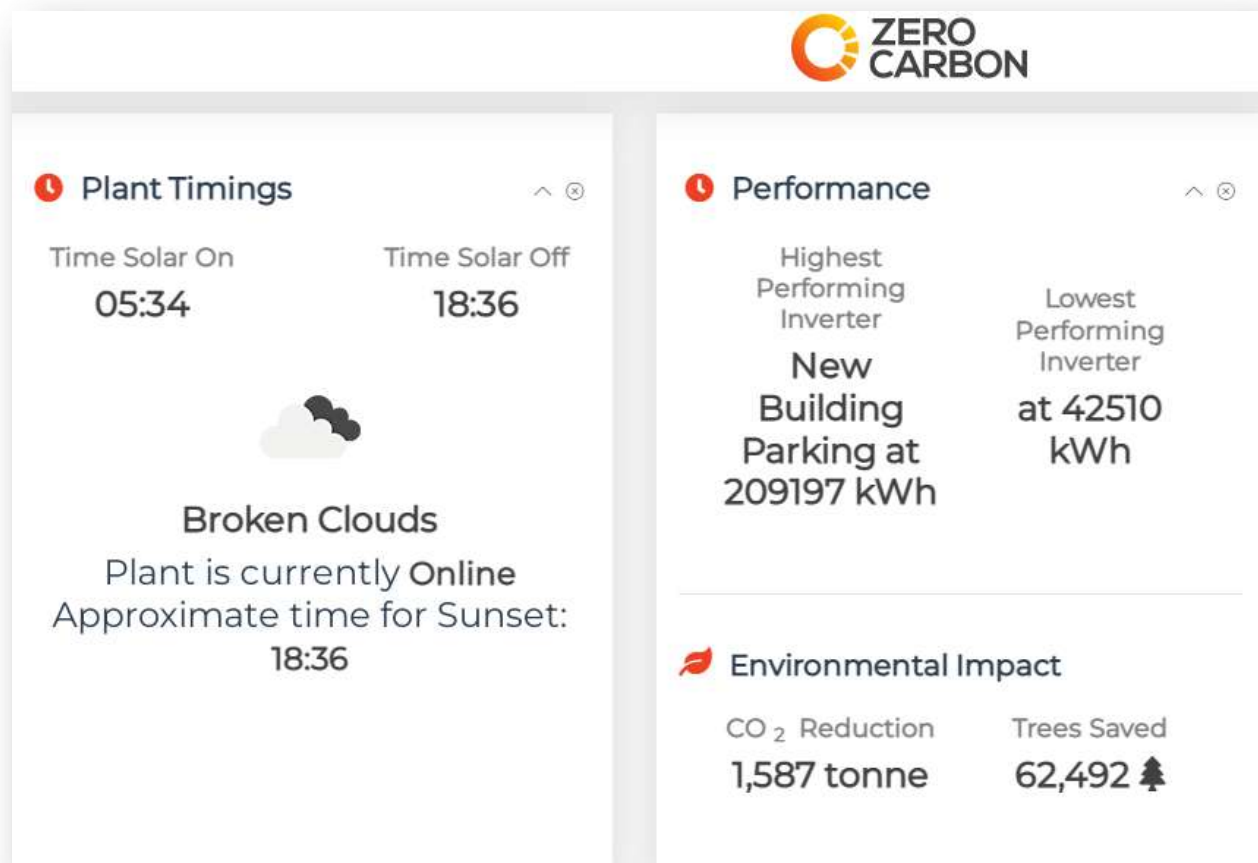 ZERO
CARBON
Plant Timings
Time Solar On
05:34
Time Solar Off
18:36
Broken Clouds
Plant is currently Online
Approximate time for Sunset:
18:36
Performance
Highest
Performing
Inverter
New
Building
Parking at
209197 kWh
Lowest
Performing
Inverter
at 42510
kWh
Environmental Impact
CO 2 Reduction
1,587 tonne
Trees Saved
62,492